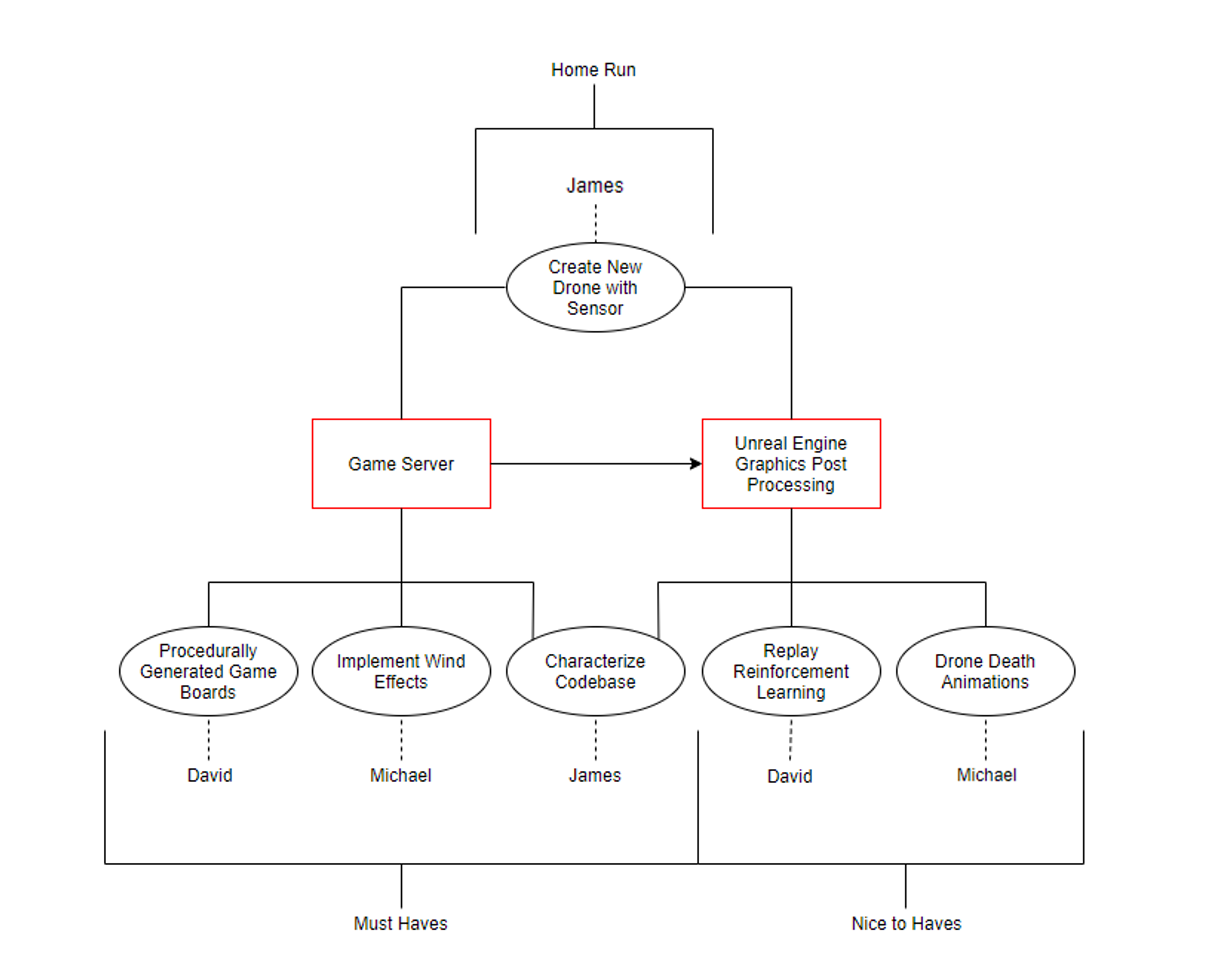 Home Run
James
Create New
Drone with
Sensor
Game Server
Unreal Engine
Graphics Post
Processing
Procedurally
Generated Game
Boards
Implement Wind
Effects
Characterize
Codebase
Replay
Reinforcement
Learning
Drone Death
Animations
David
Michael
James
David
Michael
Must Haves
Nice to Haves